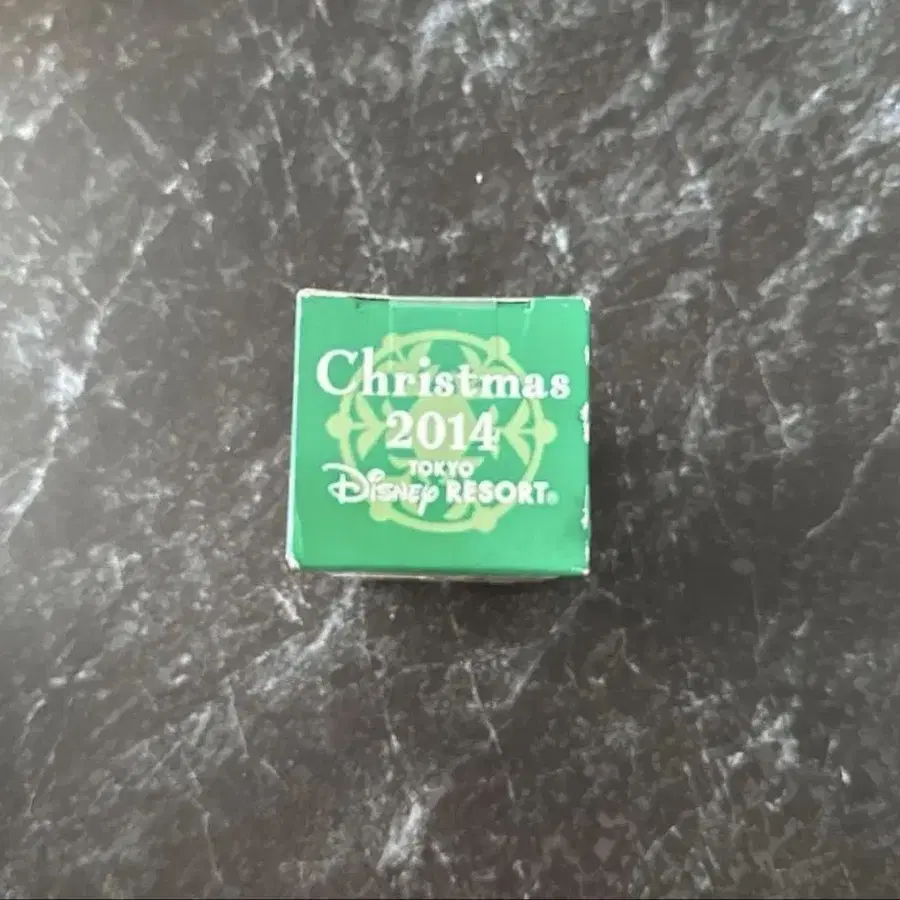 Christmas
2014
TOKYO
Disney RESORT®